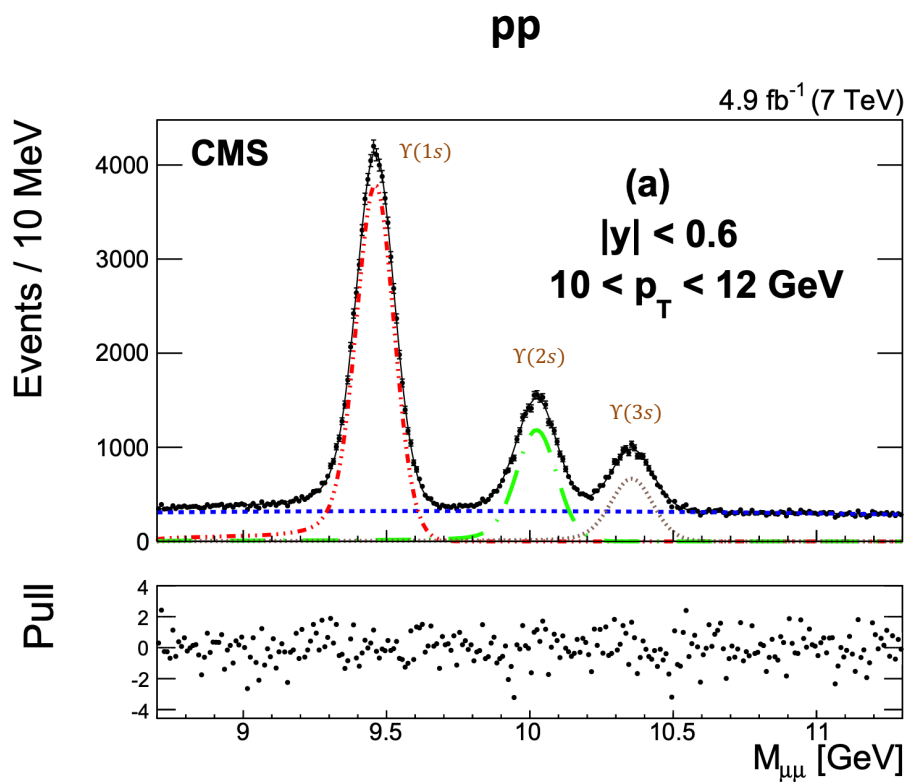 pp
4.9 fb⁻¹ (7 TeV)
CMS
ϒ(1s)
(a)
|y| < 0.6
10 < p_T < 12 GeV
ϒ(2s)
ϒ(3s)
Events / 10 MeV
4000
3000
2000
1000
0
Pull
4
2
0
-2
-4
9
9.5
10
10.5
11
M_μμ [GeV]